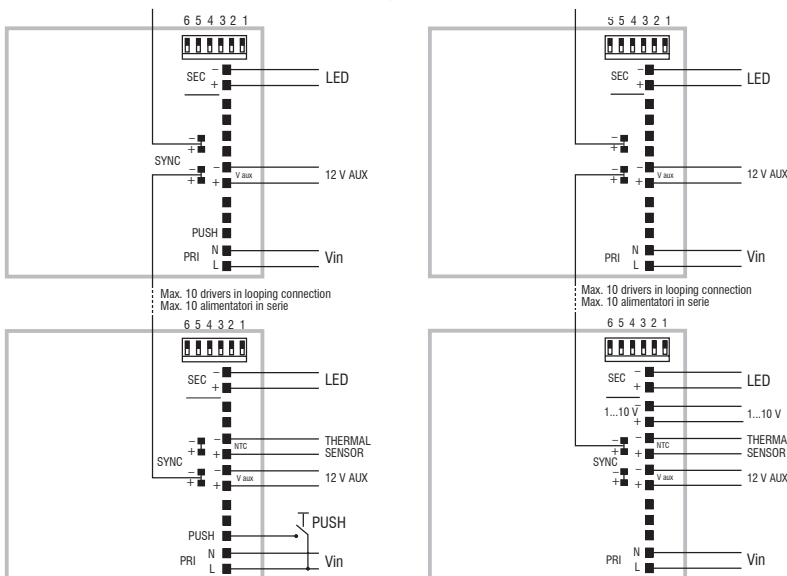 6 5 4 3 2 1
SEC
−
+
LED
−
+
SYNC
−
+
−
+
V aux
12 V AUX
PUSH
PRI
N
L
Vin
5 5 4 3 2 1
SEC
−
+
LED
−
+
−
+
−
+
V aux
12 V AUX
PRI
N
L
Vin
Max. 10 drivers in looping connection
Max. 10 alimentatori in serie
Max. 10 drivers in looping connection
Max. 10 alimentatori in serie
6 5 4 3 2 1
SEC
−
+
LED
−
+
SYNC
−
+
−
+
NTC
THERMAL
SENSOR
−
+
V aux
12 V AUX
PUSH
PUSH
PRI
N
L
Vin
6 5 4 3 2 1
SEC
−
+
LED
1...10 V
−
+
1...10 V
−
+
SYNC
−
+
−
+
NTC
THERMA
SENSOR
−
+
V aux
12 V AUX
PRI
N
L
Vin